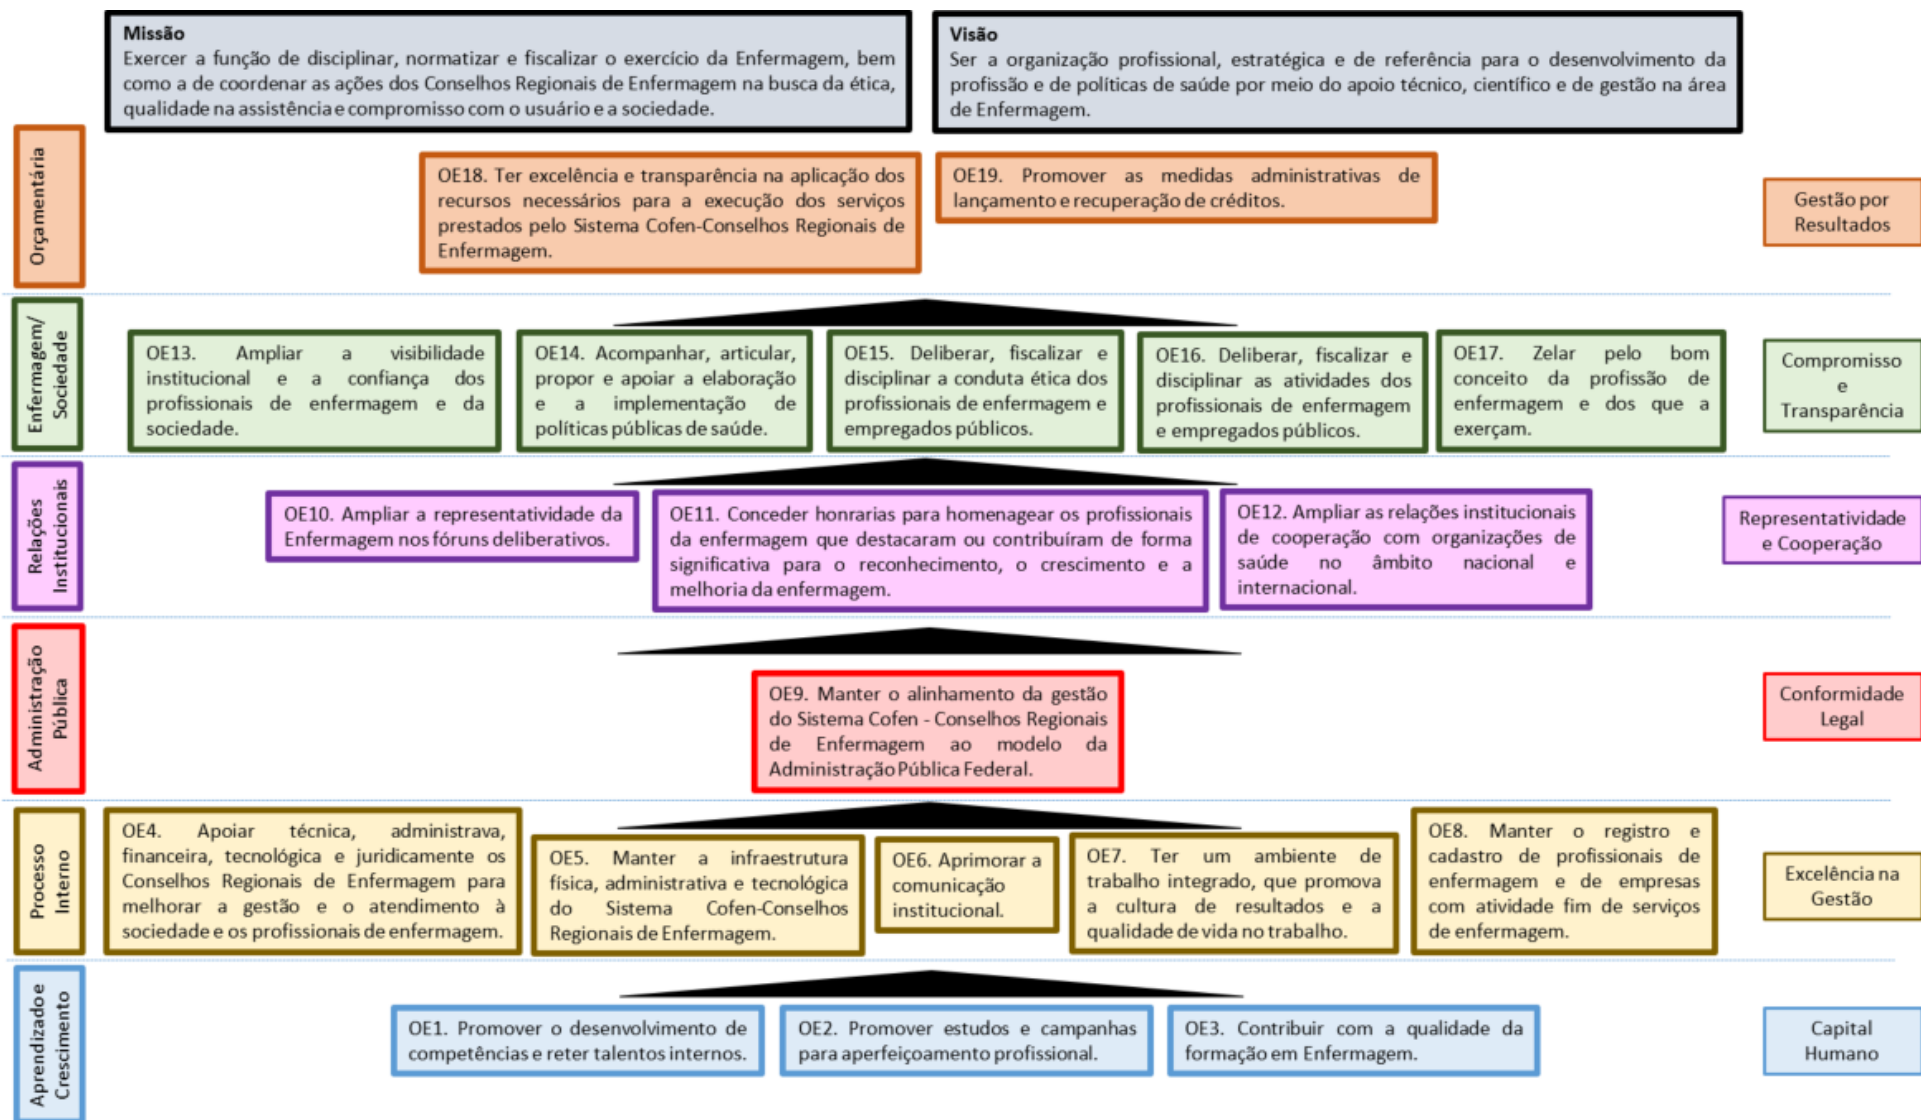 Missão
Exercer a função de disciplinar, normatizar e fiscalizar o exercício da Enfermagem, bem
como a de coordenar as ações dos Conselhos Regionais de Enfermagem na busca da ética,
qualidade na assistência e compromisso com o usuário e a sociedade.
Visão
Ser a organização profissional, estratégica e de referência para o desenvolvimento da
profissão e de políticas de saúde por meio do apoio técnico, científico e de gestão na área
de Enfermagem.
Orçamentária
OE18. Ter excelência e transparência na aplicação dos
recursos necessários para a execução dos serviços
prestados pelo Sistema Cofen-Conselhos Regionais de
Enfermagem.
OE19. Promover as medidas administrativas de
lançamento e recuperação de créditos.
Gestão por
Resultados
Enfermagem/
Sociedade
OE13. Ampliar a visibilidade
institucional e a confiança dos
profissionais de enfermagem e da
sociedade.
OE14. Acompanhar, articular,
propor e apoiar a elaboração
e a implementação de
políticas públicas de saúde.
OE15. Deliberar, fiscalizar e
disciplinar a conduta ética dos
profissionais de enfermagem e
empregados públicos.
OE16. Deliberar, fiscalizar e
disciplinar as atividades dos
profissionais de enfermagem
e empregados públicos.
OE17. Zelar pelo bom
conceito da profissão de
enfermagem e dos que a
exerçam.
Compromisso
e
Transparência
Relações
Institucionais
OE10. Ampliar a representatividade da
Enfermagem nos fóruns deliberativos.
OE11. Conceder honrarias para homenagear os profissionais
da enfermagem que destacaram ou contribuíram de forma
significativa para o reconhecimento, o crescimento e a
melhoria da enfermagem.
OE12. Ampliar as relações institucionais
de cooperação com organizações de
saúde no âmbito nacional e
internacional.
Representatividade
e Cooperação
Administração
Pública
OE9. Manter o alinhamento da gestão
do Sistema Cofen - Conselhos Regionais
de Enfermagem ao modelo da
Administração Pública Federal.
Conformidade
Legal
Processo
Interno
OE4. Apoiar técnica, administrava,
financeira, tecnológica e juridicamente os
Conselhos Regionais de Enfermagem para
melhorar a gestão e o atendimento à
sociedade e os profissionais de enfermagem.
OE5. Manter a infraestrutura
física, administrativa e tecnológica
do Sistema Cofen-Conselhos
Regionais de Enfermagem.
OE6. Aprimorar a
comunicação
institucional.
OE7. Ter um ambiente de
trabalho integrado, que promova
a cultura de resultados e a
qualidade de vida no trabalho.
OE8. Manter o registro e
cadastro de profissionais de
enfermagem e de empresas
com atividade fim de serviços
de enfermagem.
Excelência na
Gestão
Aprendizado e
Crescimento
OE1. Promover o desenvolvimento de
competências e reter talentos internos.
OE2. Promover estudos e campanhas
para aperfeiçoamento profissional.
OE3. Contribuir com a qualidade da
formação em Enfermagem.
Capital
Humano